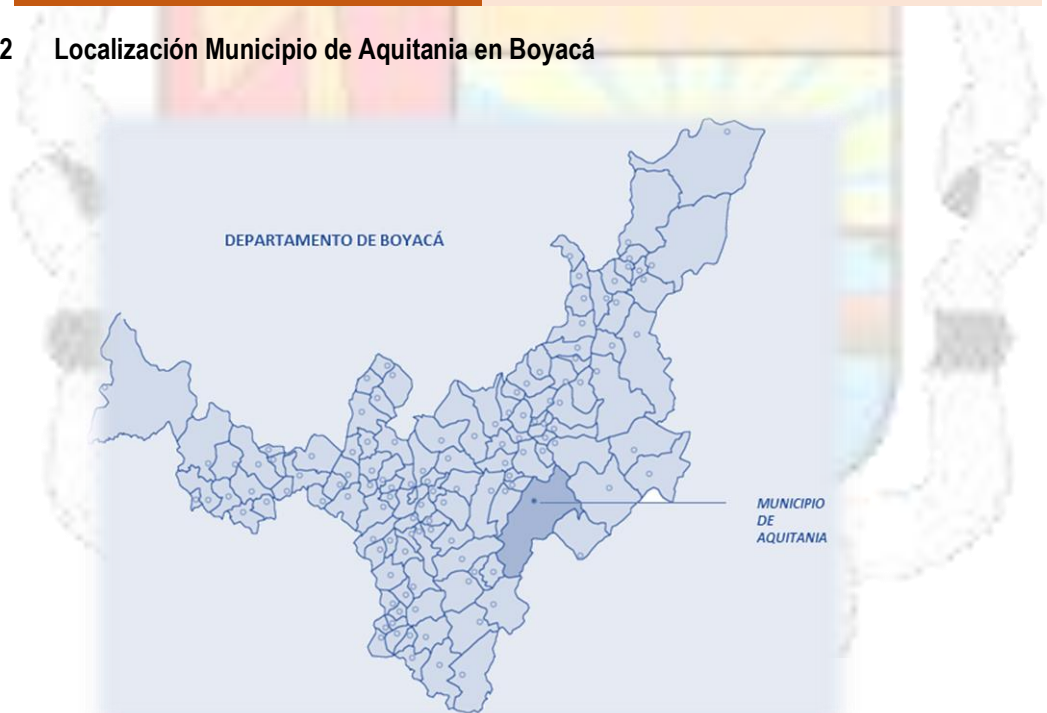 2 Localización Municipio de Aquitania en Boyacá
DEPARTAMENTO DE BOYACÁ
MUNICIPIO
DE
AQUITANIA